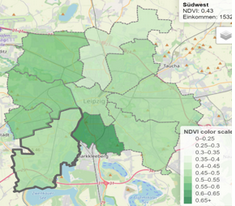 Südwest
NDVI: 0.43
Einkommen: 1532
Taucha
Leipzig
Markkleeberg
NDVI color scale
0–0.25
0.25–0.3
0.3–0.35
0.35–0.4
0.4–0.45
0.45–0.5
0.5–0.55
0.55–0.6
0.6–0.65
0.65+